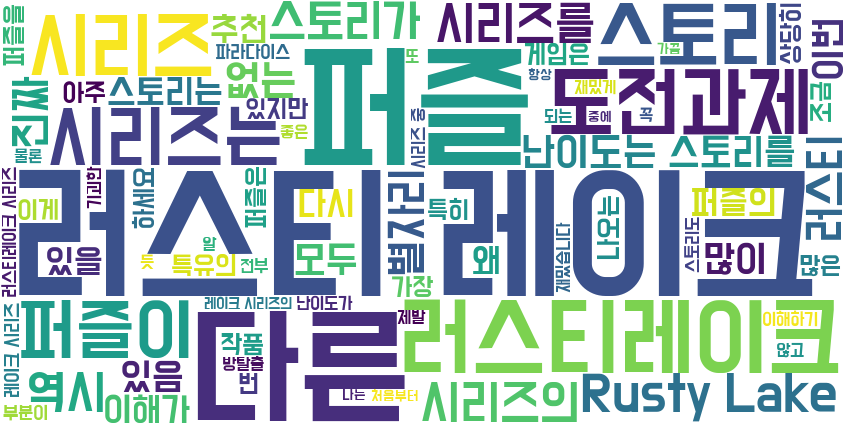 퍼즐을
시리즈
추천
스토리가
시리즈를
스토리
상당히
이번
파라다이스
또
게임은
가끔
진짜
물론
아주
스토리는
없는
항상
재밌게
도전과제
조금
시리즈는
있지만
좋은
퍼즐
되는
중에
꼭
시리즈 중
난이도는
스토리를
러스티
러스티레이크 시리즈
기괴한
하세요
퍼즐은
다시
별자리
특히
나오는
퍼즐의
이게
러스티 레이크
있을
알
듯
특유의
전부
모두
왜
재밌습니다
스토리도
많이
많은
가장
레이크 시리즈
레이크 시리즈의
난이도가
퍼즐이
다른
제발
러스티레이크
이해하기
작품
않고
방탈출
있음
번
역시
이해가
부분이
나는
처음부터
시리즈의
Rusty Lake